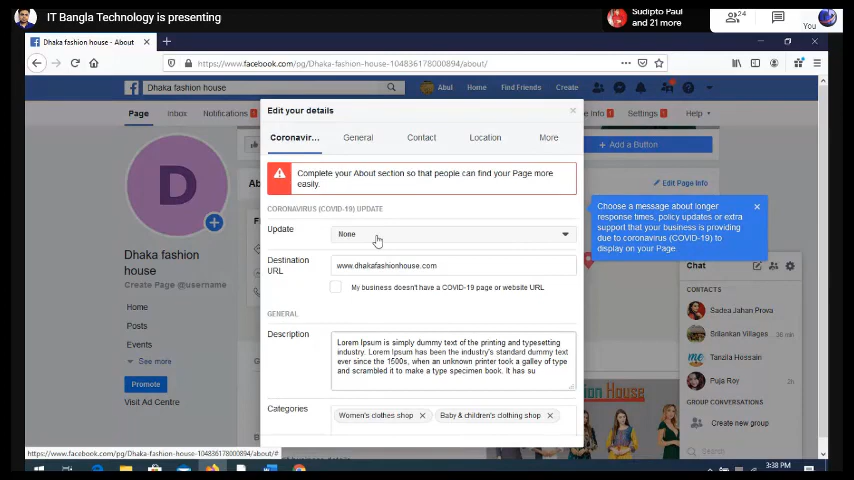 IT Bangla Technology is presenting
Sudipto Paul
and 21 more
24
You
Dhaka fashion house - About
https://www.facebook.com/pg/Dhaka-fashion-house-104836178000894/about/
Dhaka fashion house
Abul
Home
Find Friends
Create
Page
Inbox
Notifications
Settings
Help
Edit your details
Coronavir...
General
Contact
Location
More
+ Add a Button
Complete your About section so that people can find your Page more
easily.
Edit Page Info
CORONAVIRUS (COVID-19) UPDATE
Update
None
Choose a message about longer
response times, policy updates or extra
support that your business is providing
due to coronavirus (COVID-19) to
display on your Page.
Destination
URL
www.dhakafashionhouse.com
My business doesn't have a COVID-19 page or website URL
D
Dhaka fashion
house
Create Page @username
Home
Posts
Events
See more
Promote
Visit Ad Centre
GENERAL
Description
Lorem Ipsum is simply dummy text of the printing and typesetting
industry. Lorem Ipsum has been the industry's standard dummy text
ever since the 1500s, when an unknown printer took a galley of type
and scrambled it to make a type specimen book. It has su
Categories
Women's clothes shop
Baby & children's clothing shop
Chat
CONTACTS
Sadea Jahan Prova
Srilankan Villages
Tanzila Hossain
Puja Roy
2h
GROUP CONVERSATIONS
Create new group
Search
https://www.facebook.com/pg/Dhaka-fashion-house-104836178000894/about/#
3:38 PM